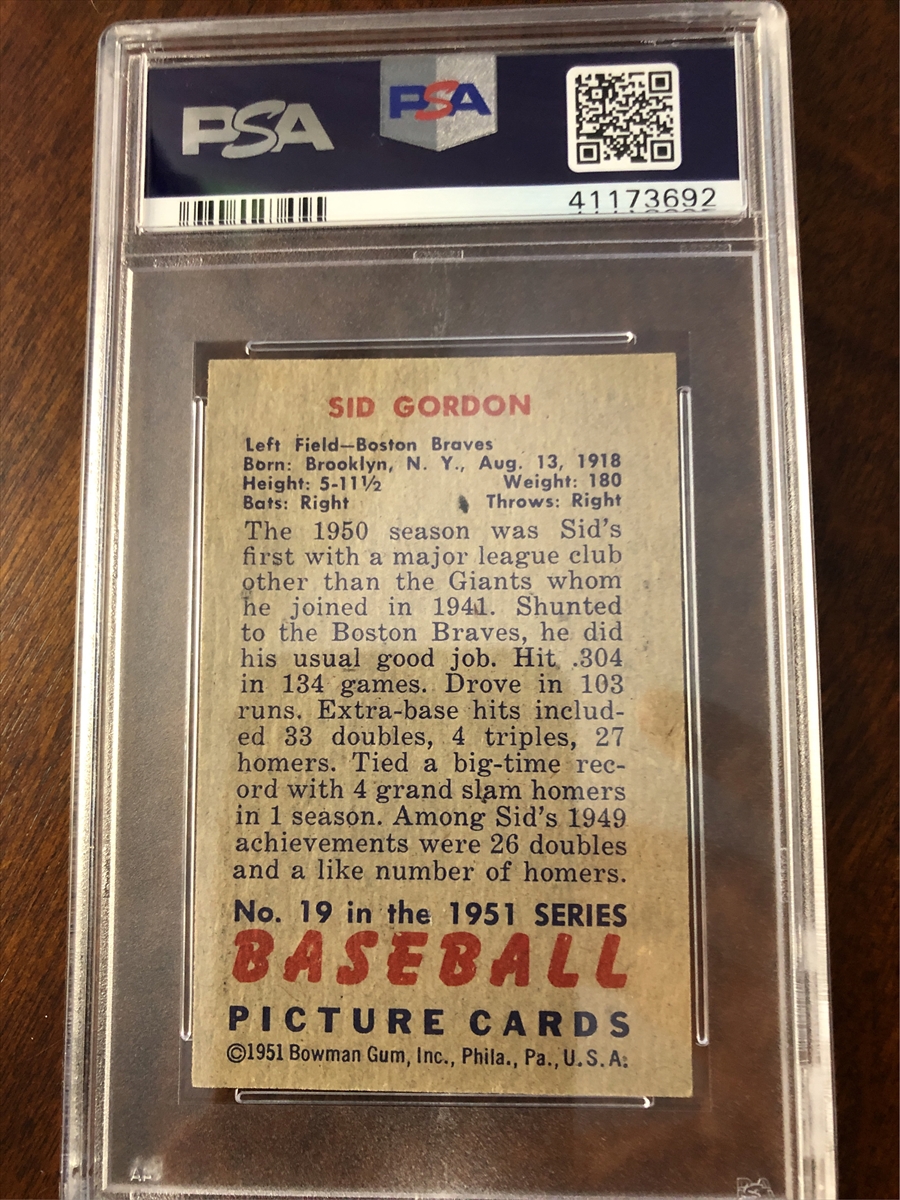 PSA
PSA
41173692
SID GORDON
Left Field—Boston Braves
Born: Brooklyn, N. Y., Aug. 13, 1918
Height: 5-11½ Weight: 180
Bats: Right Throws: Right
The 1950 season was Sid's
first with a major league club
other than the Giants whom
he joined in 1941. Shunted
to the Boston Braves, he did
his usual good job. Hit .304
in 134 games. Drove in 103
runs. Extra-base hits includ-
ed 33 doubles, 4 triples, 27
homers. Tied a big-time rec-
ord with 4 grand slam homers
in 1 season. Among Sid's 1949
achievements were 26 doubles
and a like number of homers.
No. 19 in the 1951 SERIES
BASEBALL
PICTURE CARDS
©1951 Bowman Gum, Inc., Phila., Pa., U.S.A.
PSA